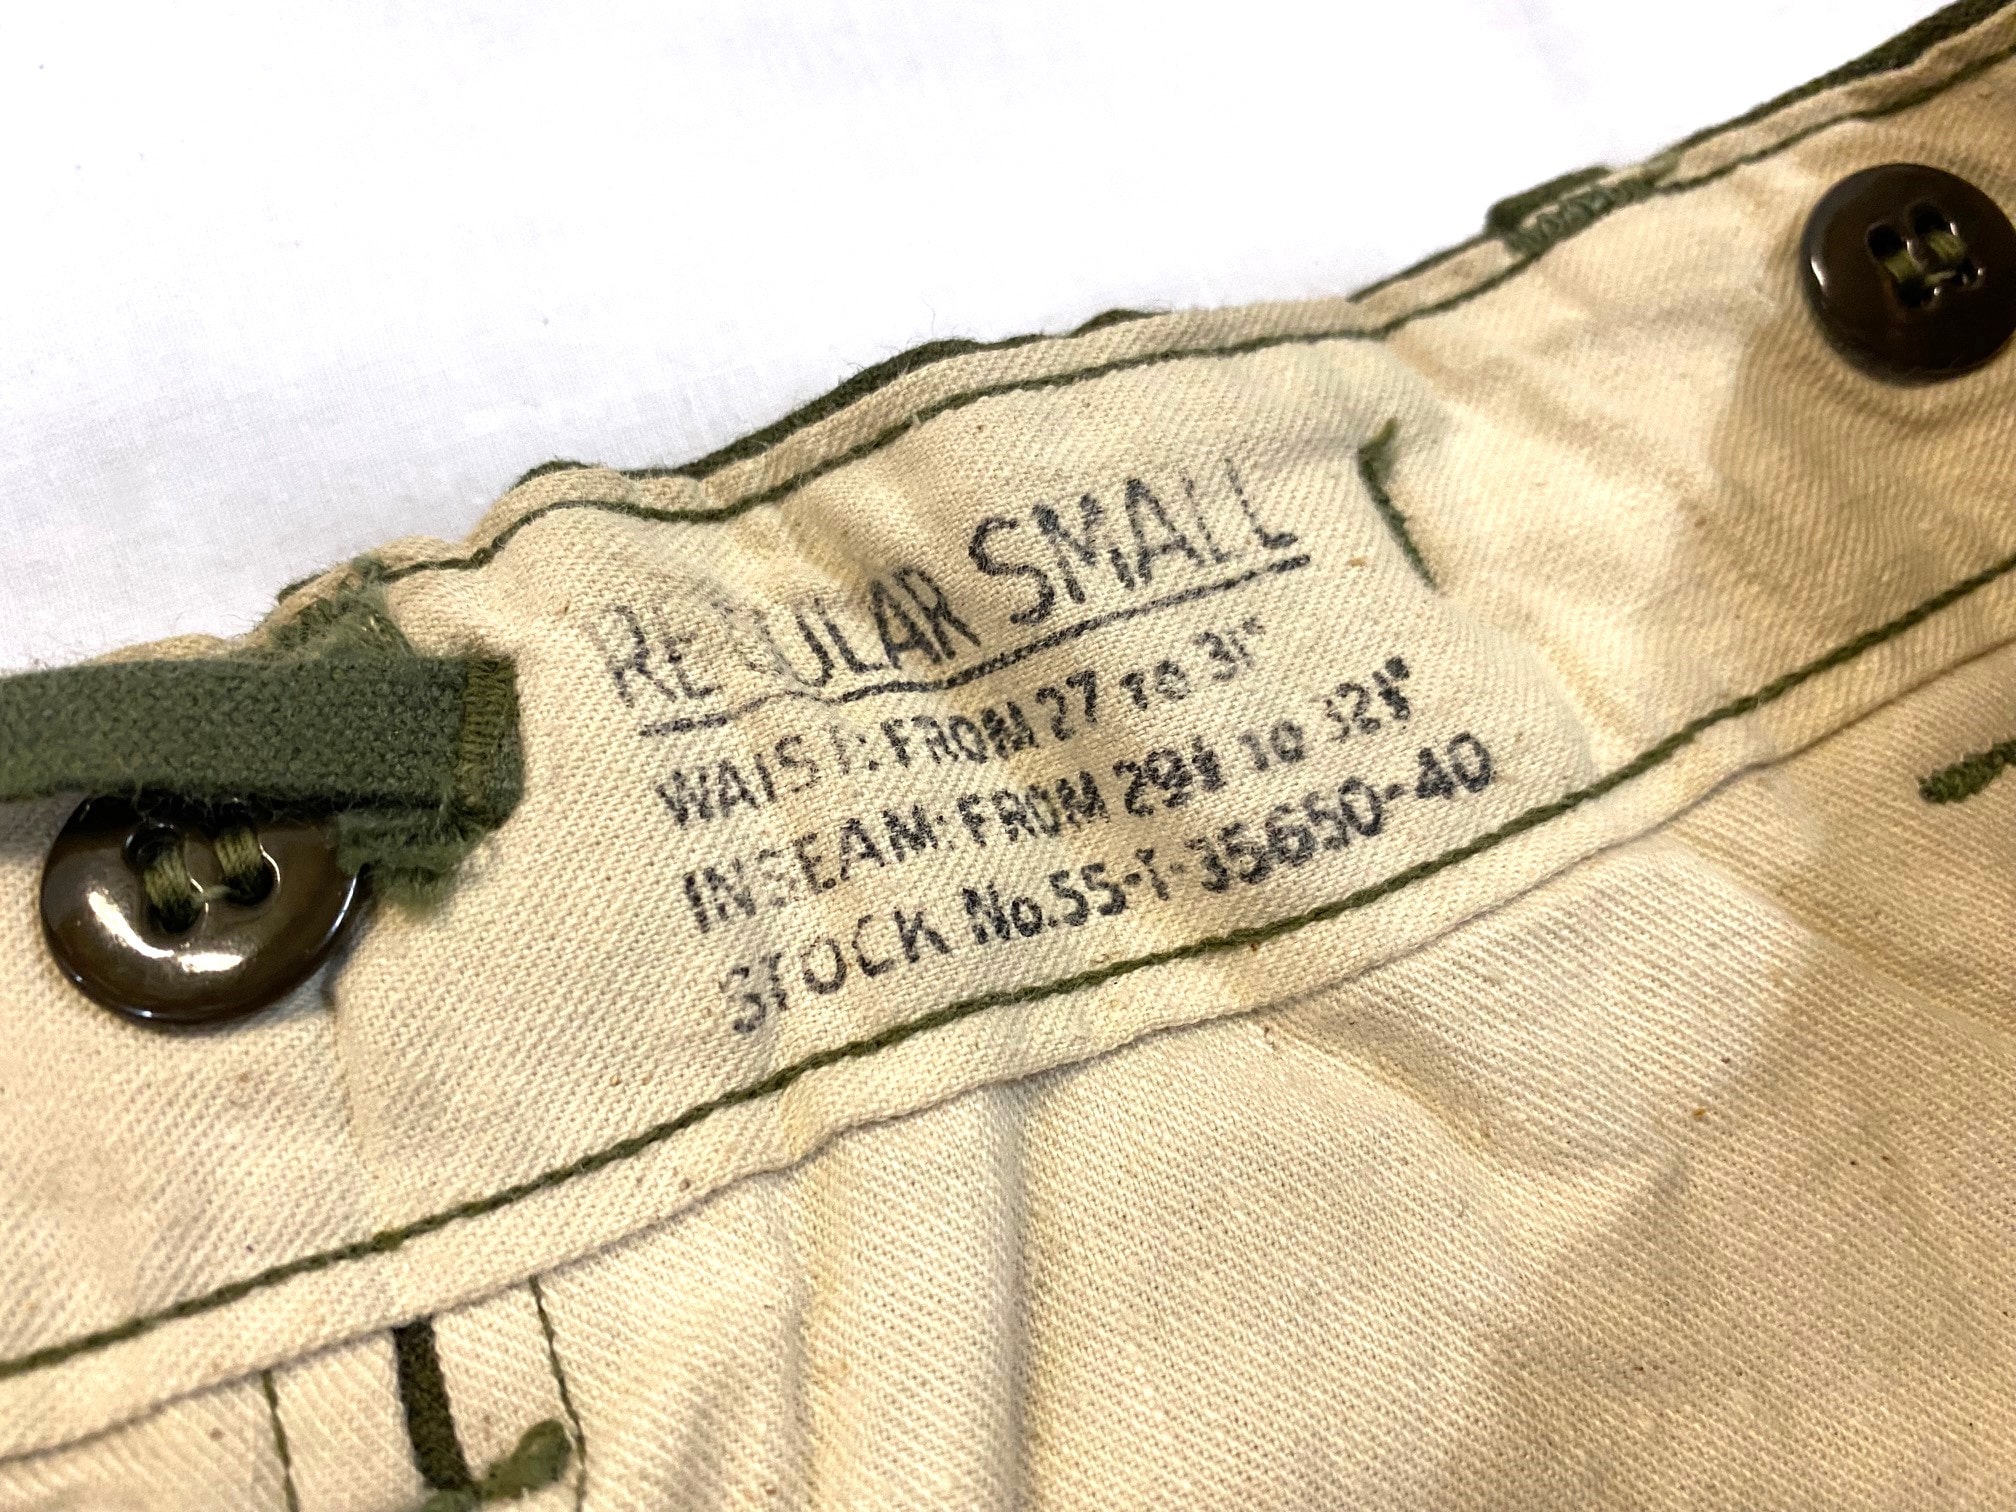 REGULAR SMALL
WAIST: FROM 27 TO 31"
INSEAM: FROM 29½ TO 32½"
STOCK No. 55-T-35650-40